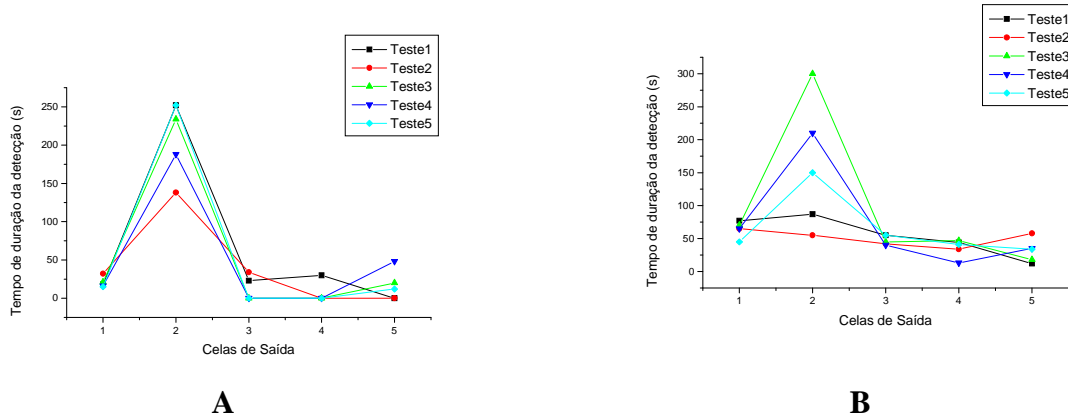 Teste1
Teste2
Teste3
Teste4
Teste5
Tempo de duração da detecção (s)
250
200
150
100
50
0
1 2 3 4 5
Celas de Saída
A
Teste1
Teste2
Teste3
Teste4
Teste5
Tempo de duração da detecção (s)
300
250
200
150
100
50
0
1 2 3 4 5
Celas de Saída
B